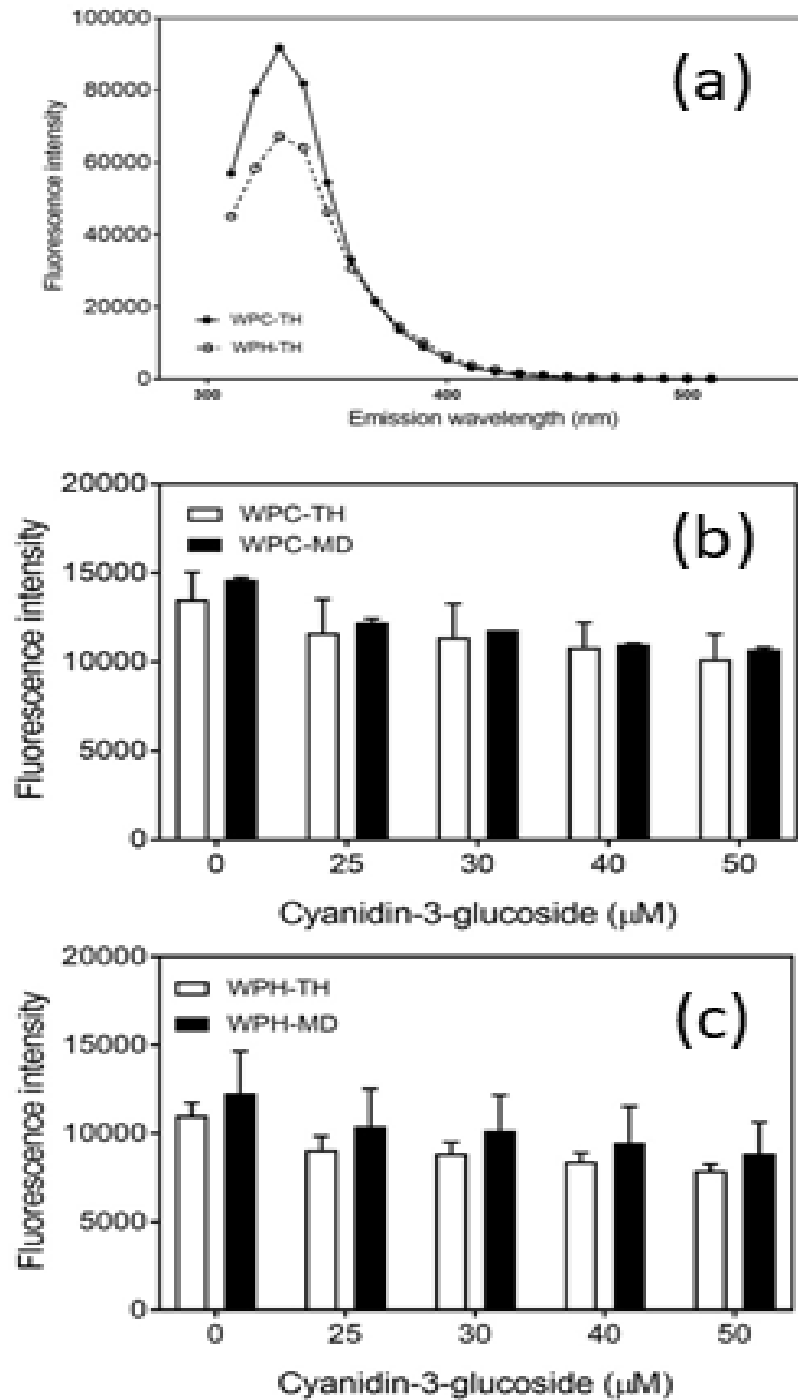 100000
80000
60000
40000
20000
0
Fluorescence intensity
(a)
WPC-TH
WPH-TH
300 400 500
Emission wavelength (nm)
20000
15000
10000
5000
0
Fluorescence intensity
WPC-TH
WPC-MD
(b)
0 25 30 40 50
Cyanidin-3-glucoside (μM)
20000
15000
10000
5000
0
Fluorescence intensity
WPH-TH
WPH-MD
(c)
0 25 30 40 50
Cyanidin-3-glucoside (μM)